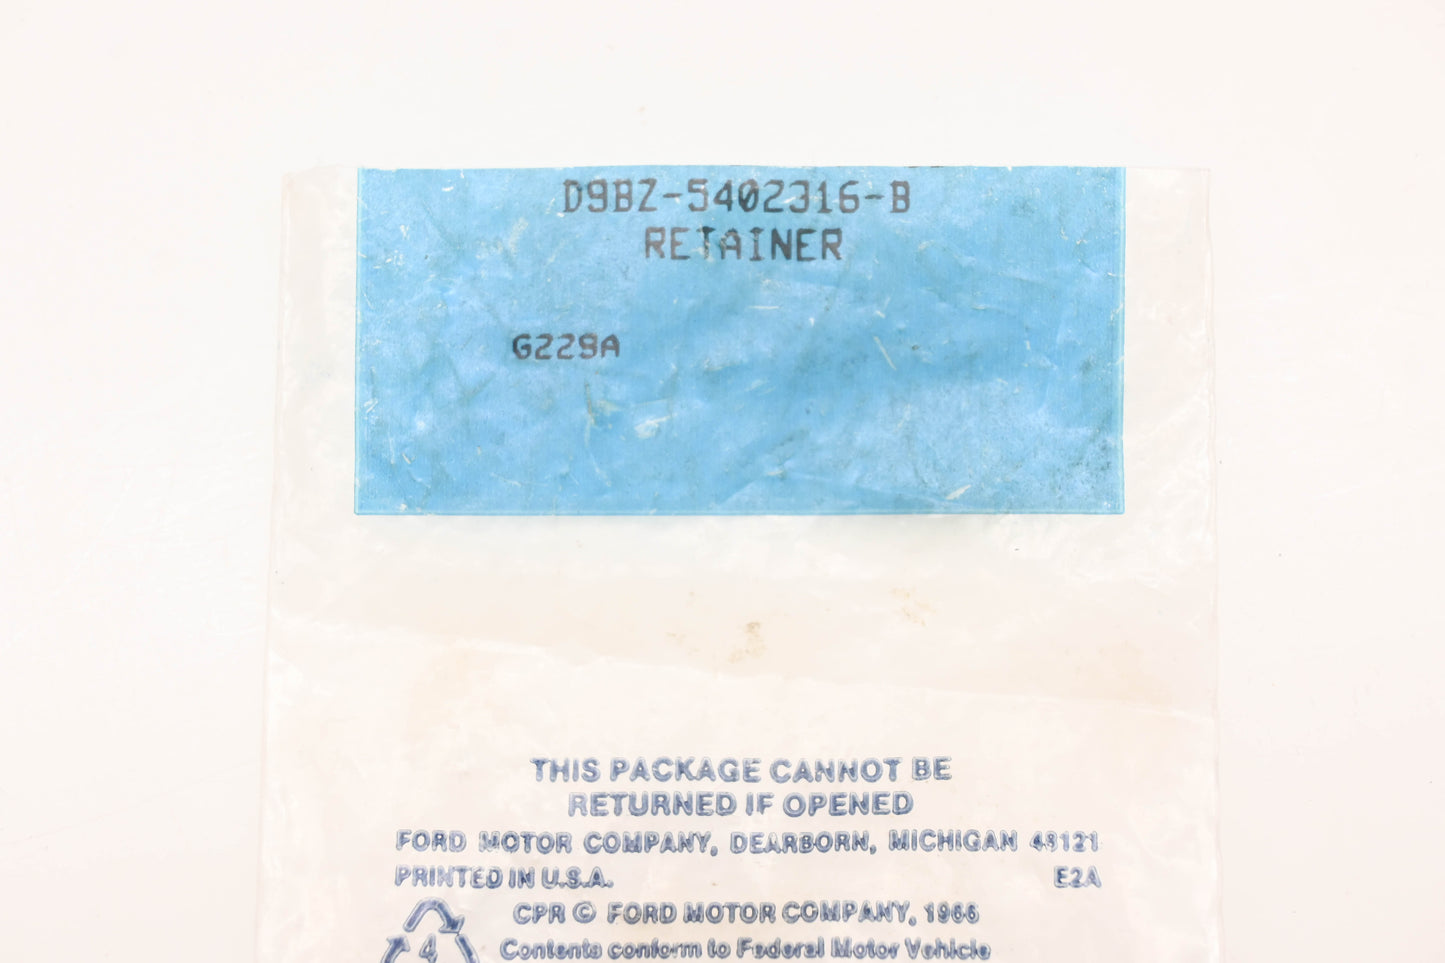 D9BZ-5402316-B
RETAINER
G229A
THIS PACKAGE CANNOT BE
RETURNED IF OPENED
FORD MOTOR COMPANY, DEARBORN, MICHIGAN 48121
PRINTED IN U.S.A. E2A
CPR © FORD MOTOR COMPANY, 1966
4 Contents conform to Federal Motor Vehicle